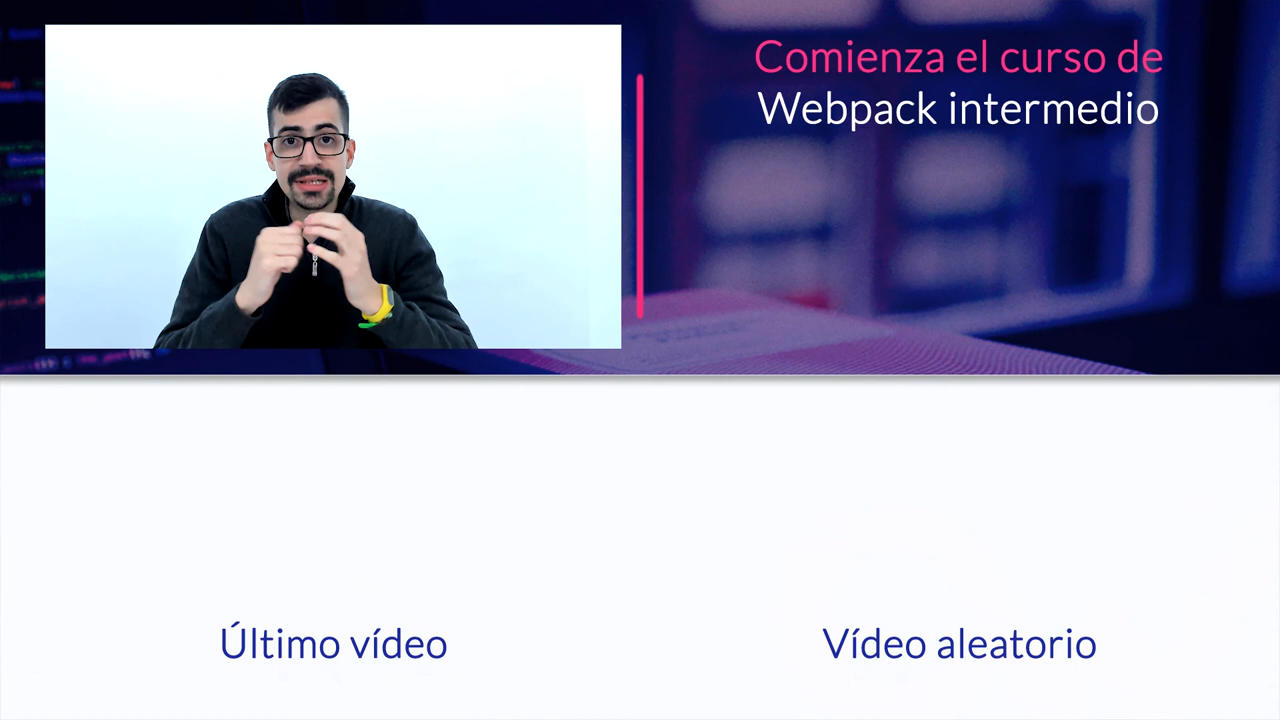 Comienza el curso de
Webpack intermedio
Último vídeo
Vídeo aleatorio